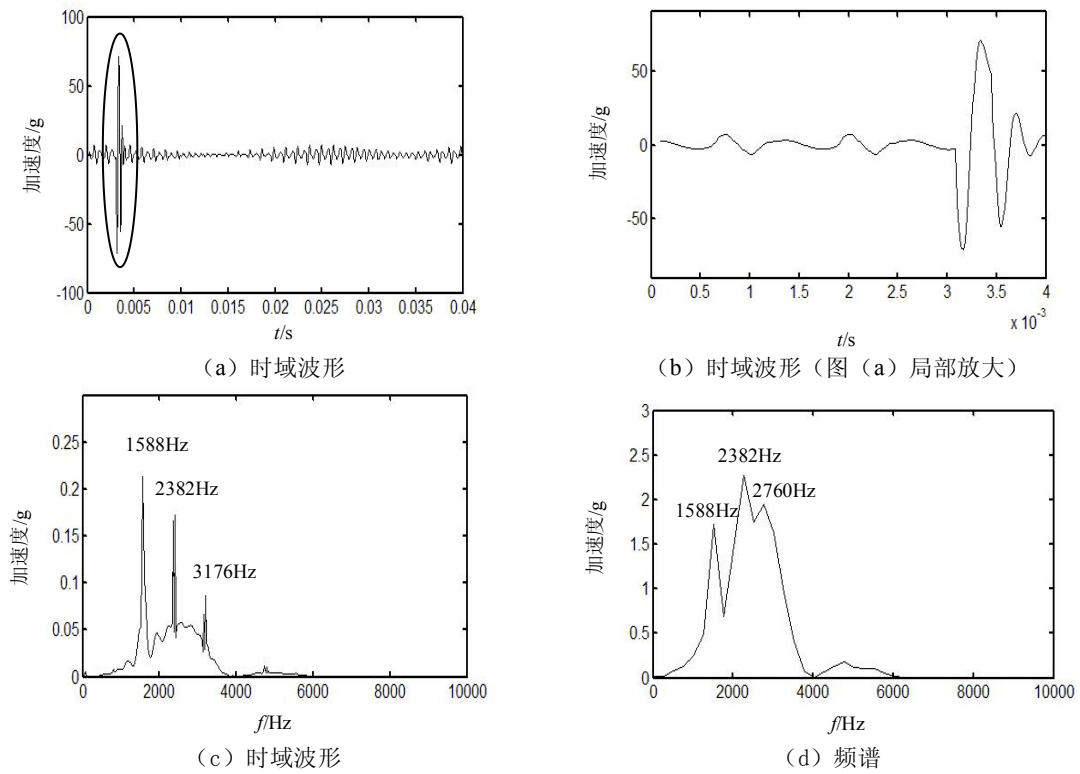 100
50
0
-50
-100
加速度/g
0
0.005
0.01
0.015
0.02
0.025
0.03
0.035
0.04
t/s
（a）时域波形
50
0
-50
加速度/g
0
0.5
1
1.5
2
2.5
3
3.5
4
x 10⁻³
t/s
（b）时域波形（图（a）局部放大）
0.25
0.2
0.15
0.1
0.05
0
加速度/g
1588Hz
2382Hz
3176Hz
0
2000
4000
6000
8000
10000
f/Hz
（c）时域波形
3
2.5
2
1.5
1
0.5
0
加速度/g
2382Hz
2760Hz
1588Hz
0
2000
4000
6000
8000
10000
f/Hz
（d）频谱